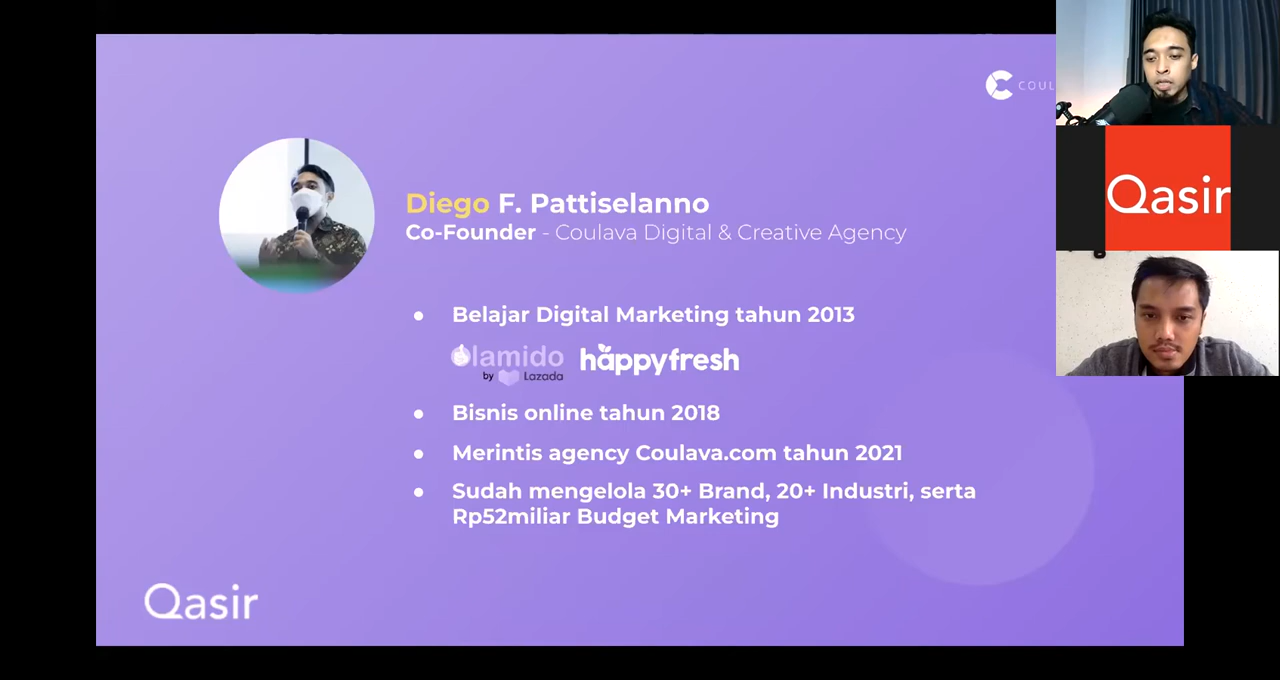 COUL
Qasir
Diego F. Pattiselanno
Co-Founder - Coulava Digital & Creative Agency
● Belajar Digital Marketing tahun 2013
lamido
by Lazada
happyfresh
● Bisnis online tahun 2018
● Merintis agency Coulava.com tahun 2021
● Sudah mengelola 30+ Brand, 20+ Industri, serta
Rp52miliar Budget Marketing
Qasir